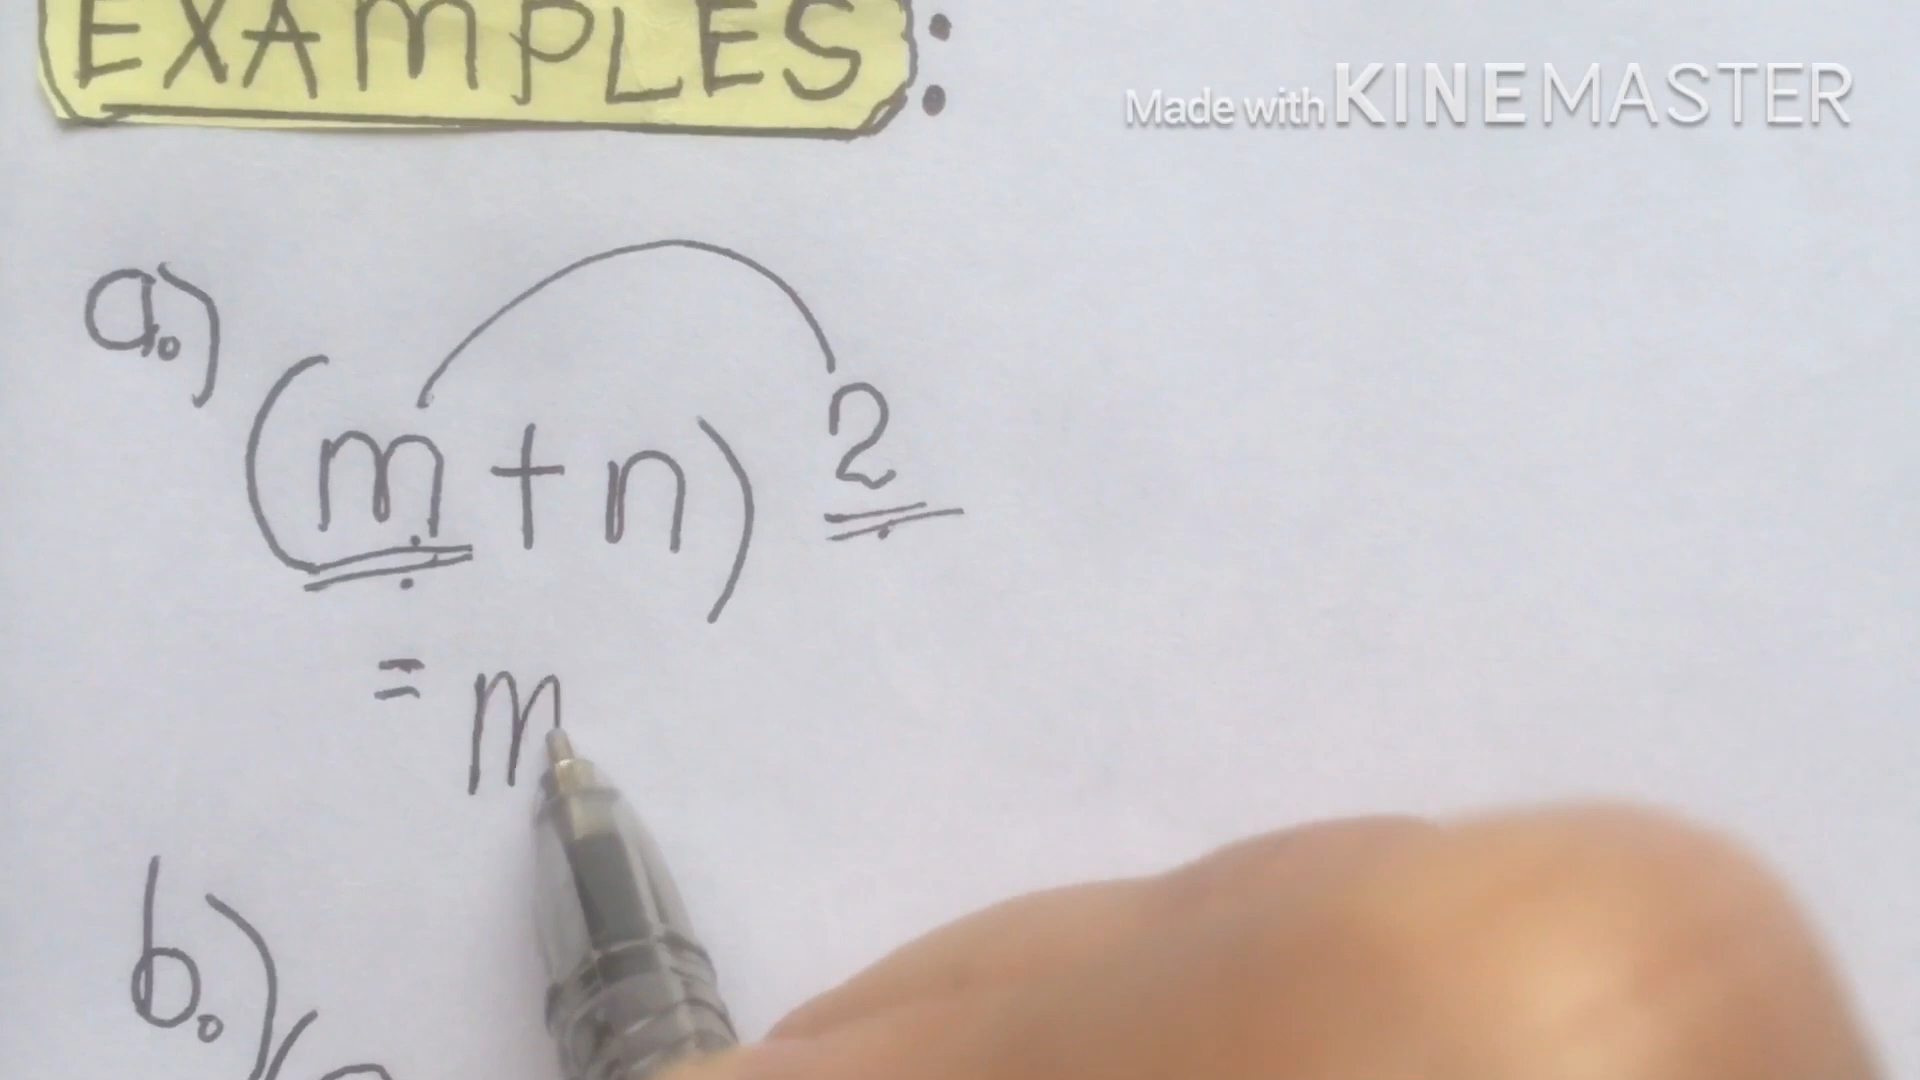 EXAMPLES:
Made with KINEMASTER
a.)
(m + n)²
= m
b.) (